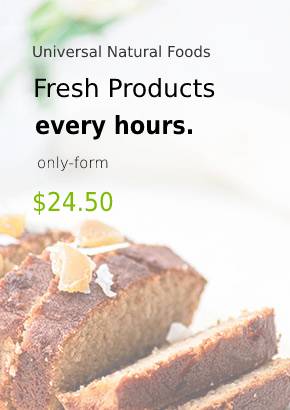 Universal Natural Foods
Fresh Products
every hours.
only-form
$24.50